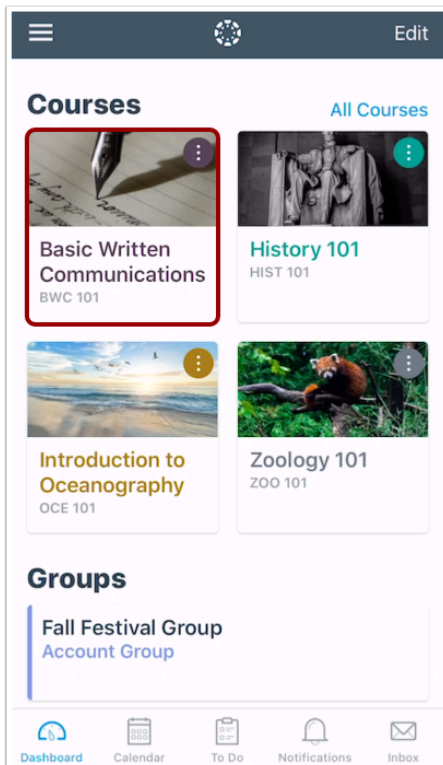 Edit
Courses
All Courses
Basic Written
Communications
BWC 101
History 101
HIST 101
Introduction to
Oceanography
OCE 101
Zoology 101
ZOO 101
Groups
Fall Festival Group
Account Group
Dashboard
Calendar
To Do
Notifications
Inbox